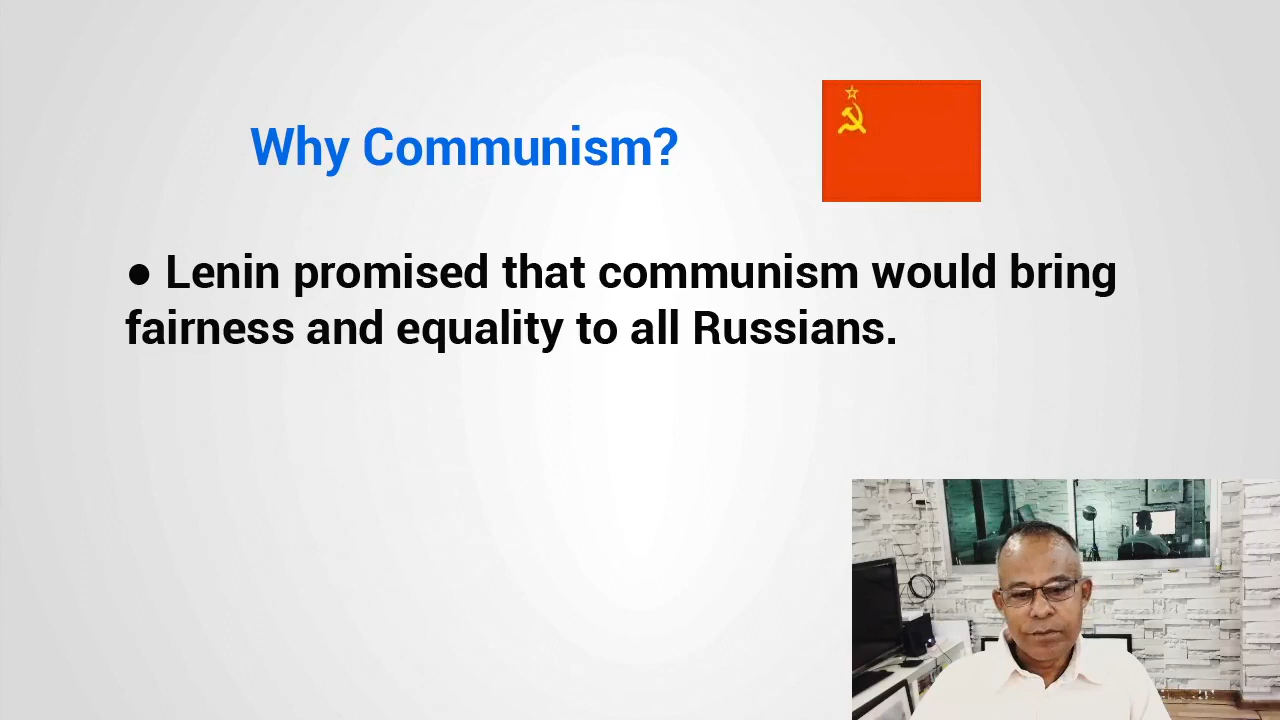 Why Communism?
● Lenin promised that communism would bring
fairness and equality to all Russians.